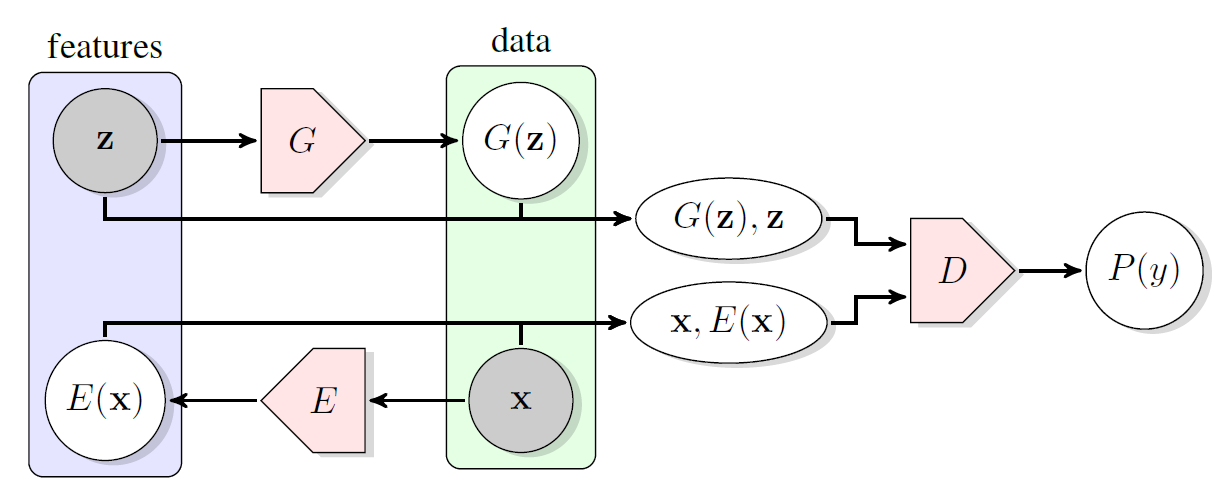 features
data
z
G
G(z)
G(z), z
D
P(y)
x, E(x)
E(x)
E
x